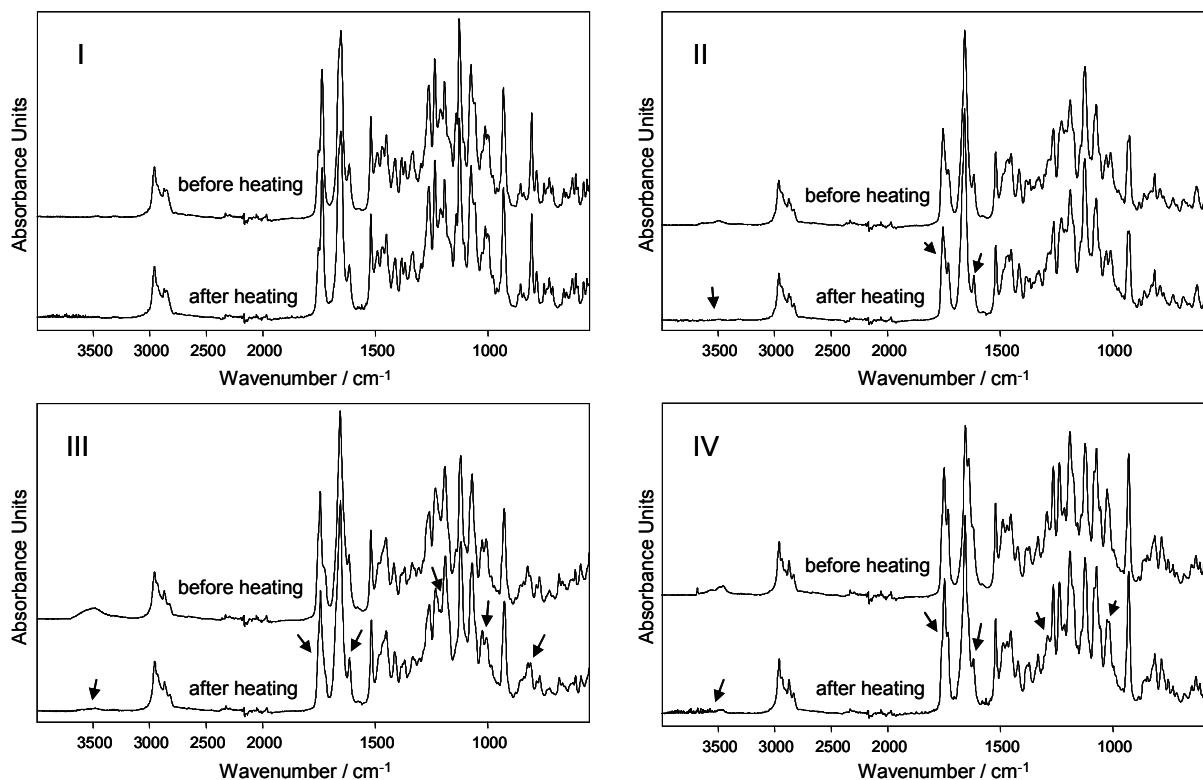 I
Absorbance Units
before heating
after heating
3500 3000 2500 2000 1500 1000
Wavenumber / cm-1
II
Absorbance Units
before heating
after heating
3500 3000 2500 2000 1500 1000
Wavenumber / cm-1
III
Absorbance Units
before heating
after heating
3500 3000 2500 2000 1500 1000
Wavenumber / cm-1
IV
Absorbance Units
before heating
after heating
3500 3000 2500 2000 1500 1000
Wavenumber / cm-1